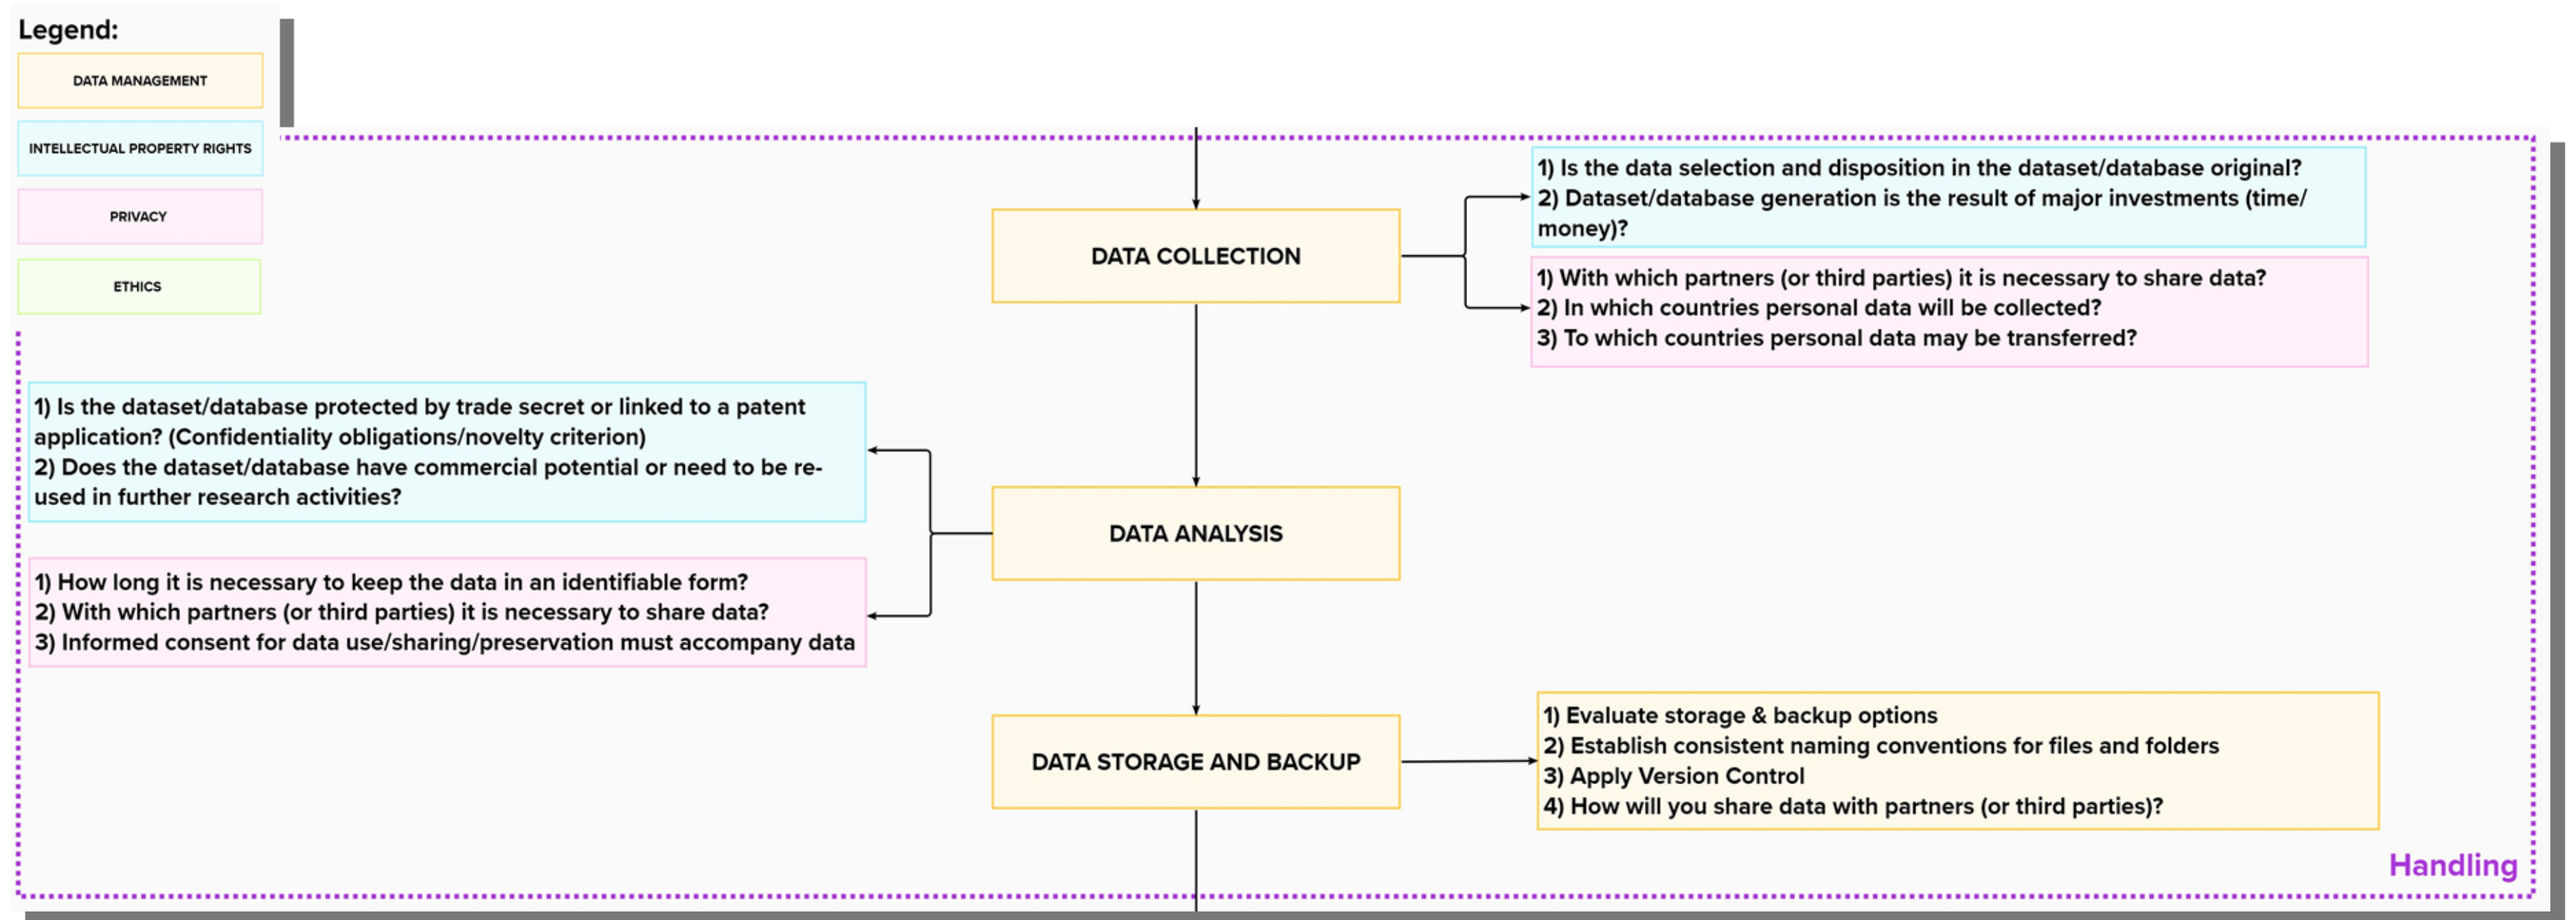 Legend:
DATA MANAGEMENT
INTELLECTUAL PROPERTY RIGHTS
PRIVACY
ETHICS
DATA COLLECTION
1) Is the data selection and disposition in the dataset/database original?
2) Dataset/database generation is the result of major investments (time/
money)?
1) With which partners (or third parties) it is necessary to share data?
2) In which countries personal data will be collected?
3) To which countries personal data may be transferred?
1) Is the dataset/database protected by trade secret or linked to a patent
application? (Confidentiality obligations/novelty criterion)
2) Does the dataset/database have commercial potential or need to be re-
used in further research activities?
DATA ANALYSIS
1) How long it is necessary to keep the data in an identifiable form?
2) With which partners (or third parties) it is necessary to share data?
3) Informed consent for data use/sharing/preservation must accompany data
DATA STORAGE AND BACKUP
1) Evaluate storage & backup options
2) Establish consistent naming conventions for files and folders
3) Apply Version Control
4) How will you share data with partners (or third parties)?
Handling